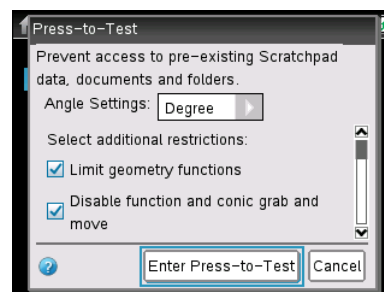 Press-to-Test
Prevent access to pre-existing Scratchpad
data, documents and folders.
Angle Settings: Degree
Select additional restrictions:
Limit geometry functions
Disable function and conic grab and
move
? Enter Press-to-Test Cancel